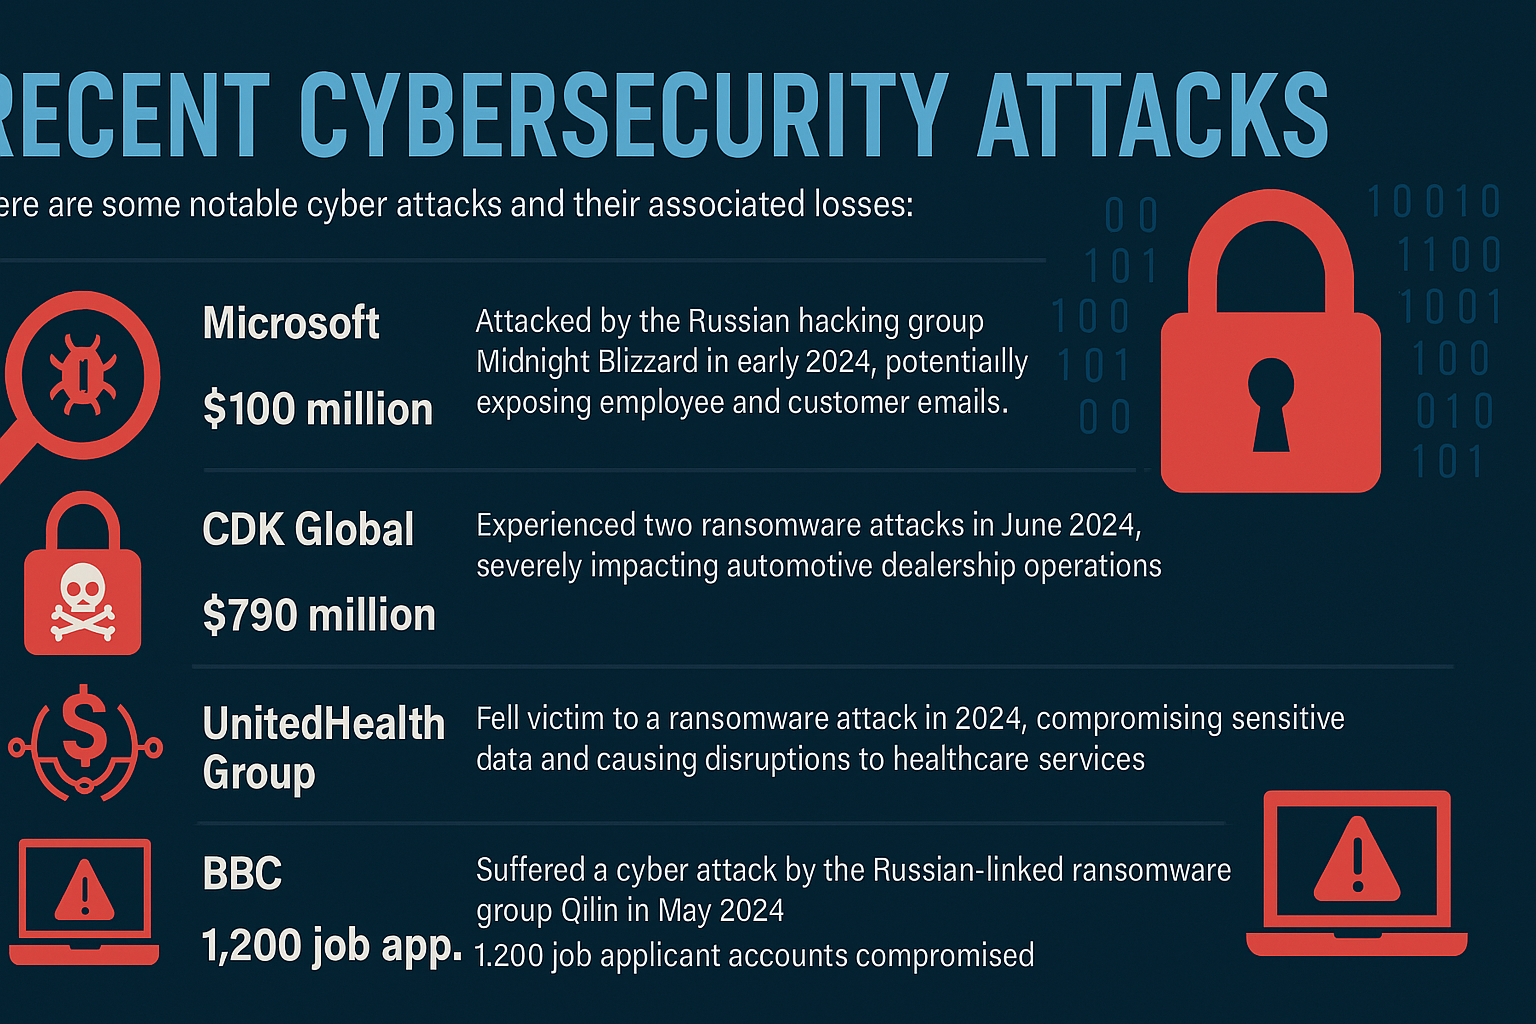 RECENT CYBERSECURITY ATTACKS
ere are some notable cyber attacks and their associated losses:
Microsoft
$100 million
Attacked by the Russian hacking group
Midnight Blizzard in early 2024, potentially
exposing employee and customer emails.
CDK Global
$790 million
Experienced two ransomware attacks in June 2024,
severely impacting automotive dealership operations
UnitedHealth
Group
Fell victim to a ransomware attack in 2024, compromising sensitive
data and causing disruptions to healthcare services
BBC
1,200 job app.
Suffered a cyber attack by the Russian-linked ransomware
group Qilin in May 2024
1.200 job applicant accounts compromised
00
101
100
101
00
10010
1100
1001
100
010
101
$